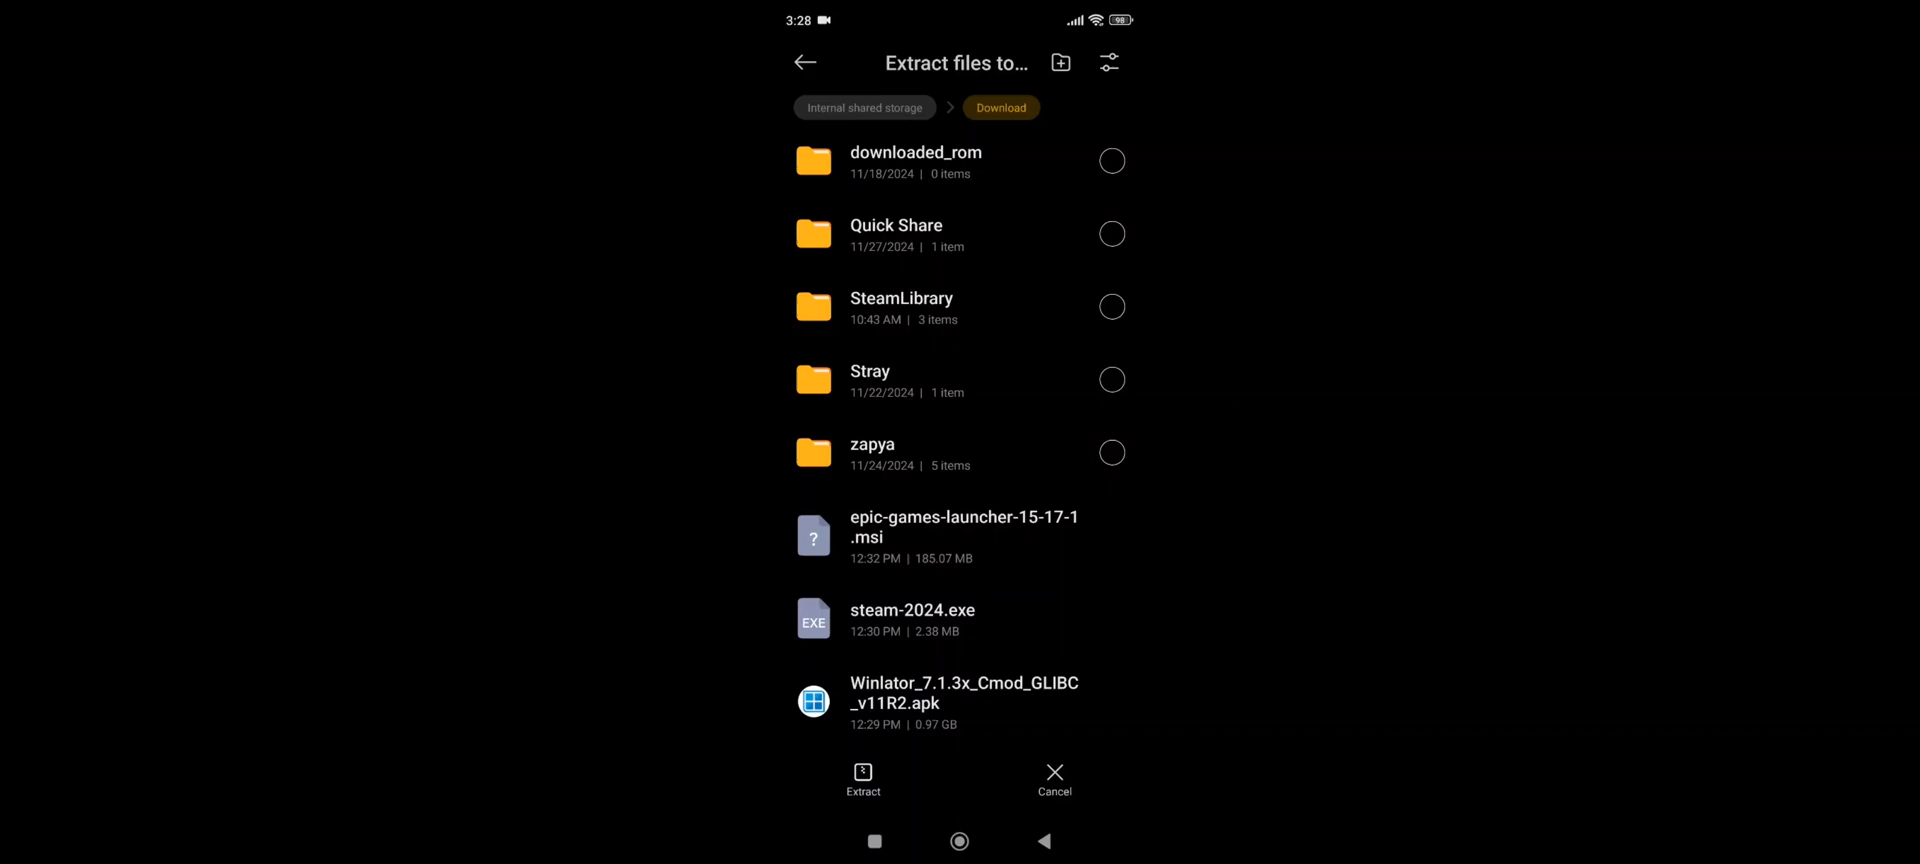 3:28
98
Extract files to...
Internal shared storage
Download
downloaded_rom
11/18/2024 | 0 items
Quick Share
11/27/2024 | 1 item
SteamLibrary
10:43 AM | 3 items
Stray
11/22/2024 | 1 item
zapya
11/24/2024 | 5 items
?
epic-games-launcher-15-17-1
.msi
12:32 PM | 185.07 MB
EXE
steam-2024.exe
12:30 PM | 2.38 MB
Winlator_7.1.3x_Cmod_GLIBC
_v11R2.apk
12:29 PM | 0.97 GB
Extract
Cancel